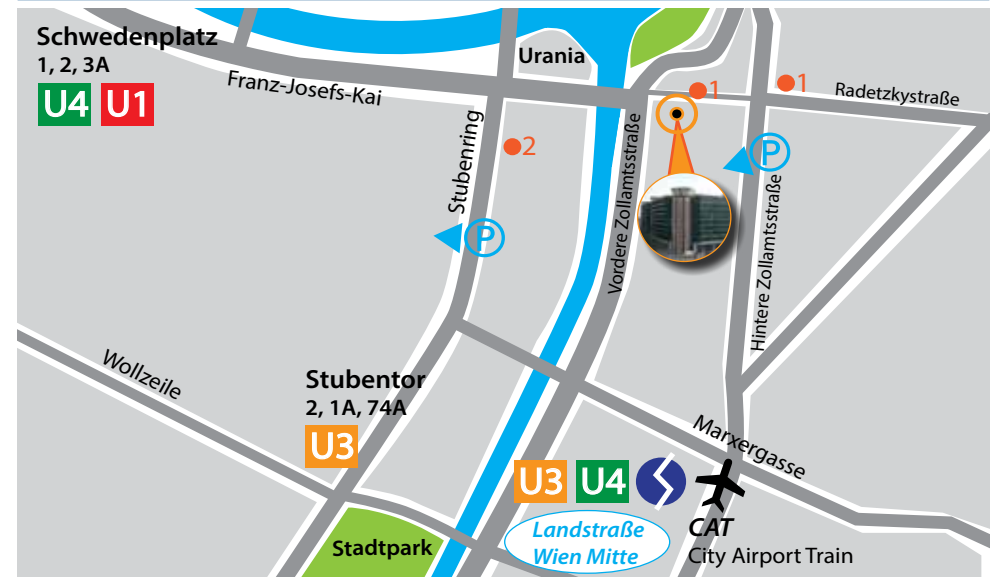 Schwedenplatz
1, 2, 3A
U4 U1
Franz-Josefs-Kai
Urania
1
1
Radetzkystraße
Stubenring
2
P
P
Vordere Zollamtsstraße
Hintere Zollamtsstraße
Wollzeile
Stubentor
2, 1A, 74A
U3
Marxergasse
U3 U4
Landstraße
Wien Mitte
CAT
City Airport Train
Stadtpark